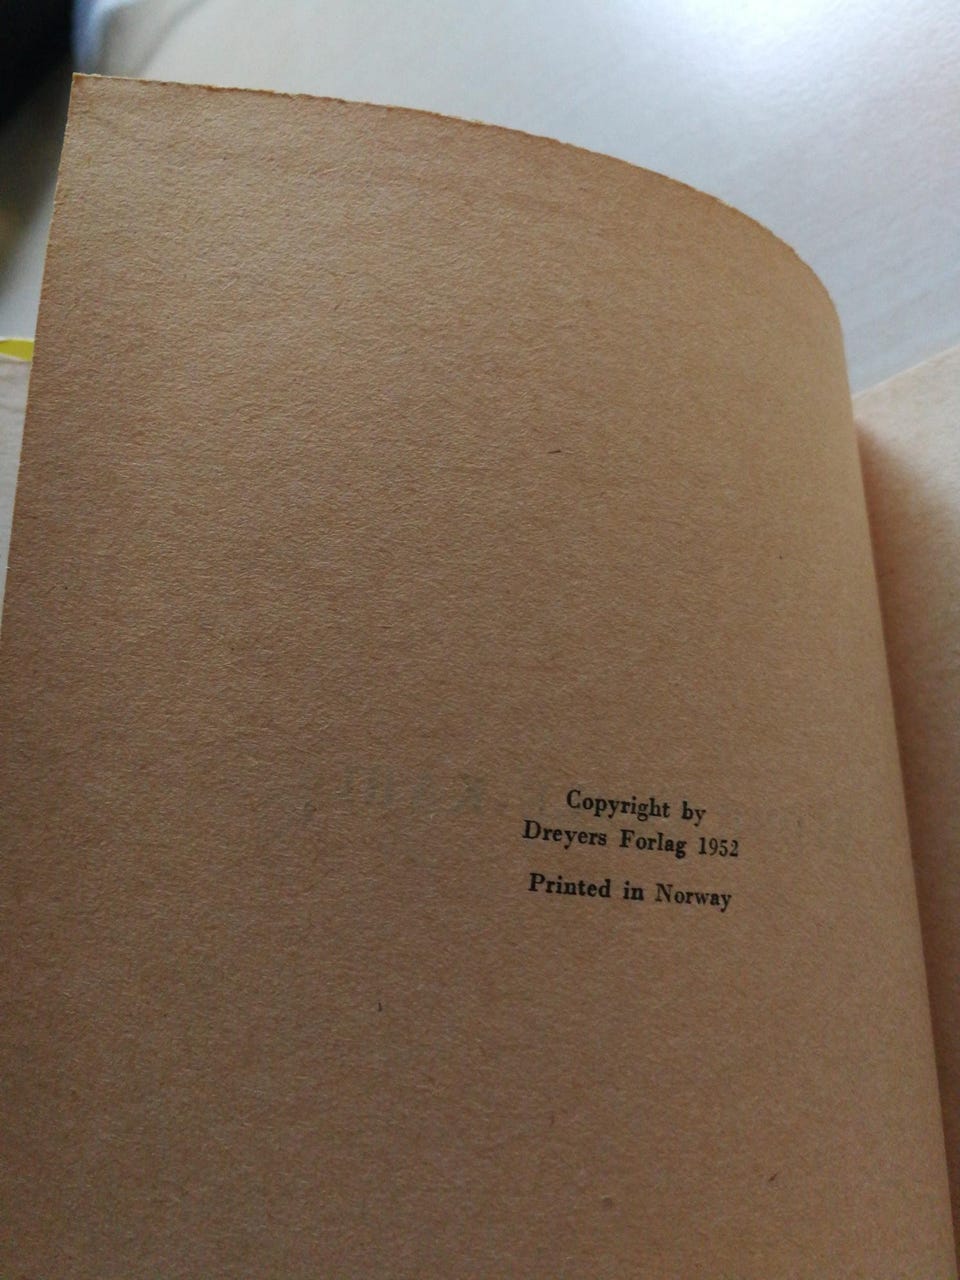 Copyright by
Dreyers Forlag 1952
Printed in Norway